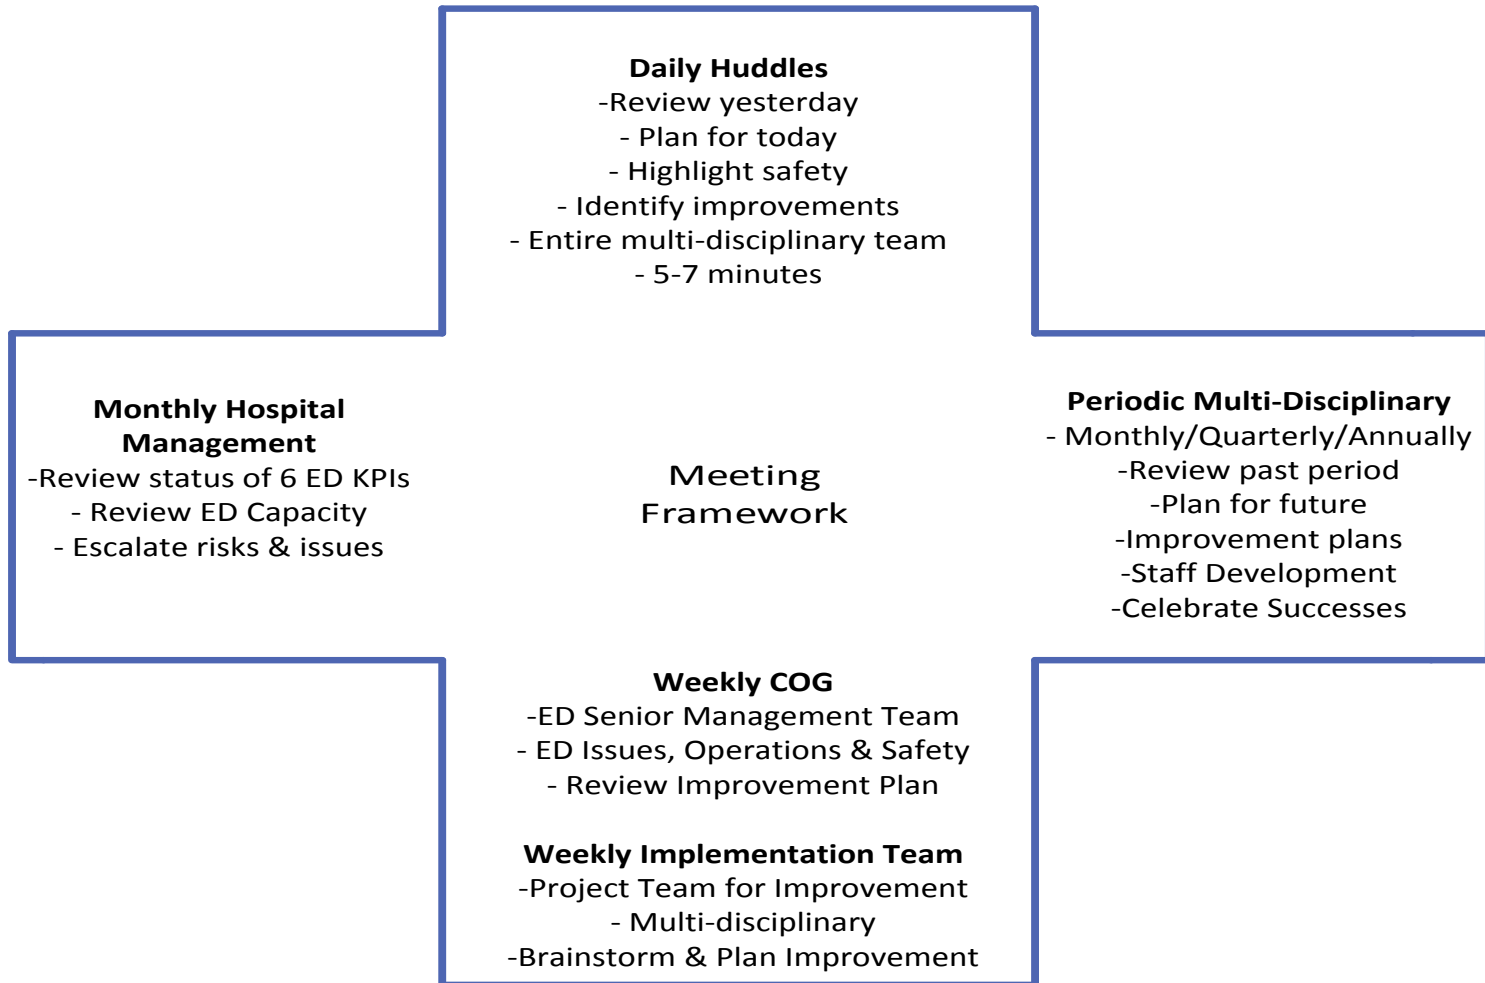 Daily Huddles
-Review yesterday
- Plan for today
- Highlight safety
- Identify improvements
- Entire multi-disciplinary team
- 5-7 minutes
Monthly Hospital
Management
-Review status of 6 ED KPIs
- Review ED Capacity
- Escalate risks & issues
Meeting
Framework
Periodic Multi-Disciplinary
- Monthly/Quarterly/Annually
-Review past period
-Plan for future
-Improvement plans
-Staff Development
-Celebrate Successes
Weekly COG
-ED Senior Management Team
- ED Issues, Operations & Safety
- Review Improvement Plan
Weekly Implementation Team
-Project Team for Improvement
- Multi-disciplinary
-Brainstorm & Plan Improvement